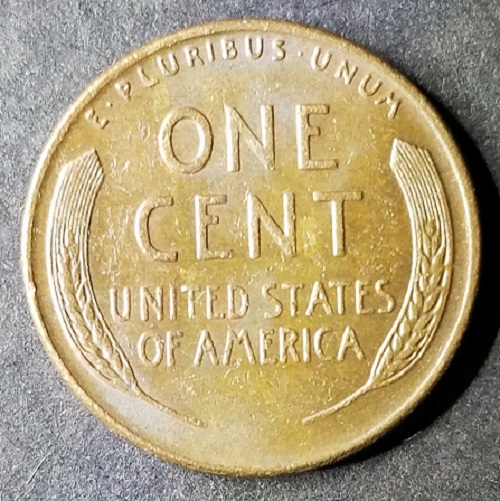 E · PLURIBUS · UNUM
ONE
CENT
UNITED STATES
OF AMERICA